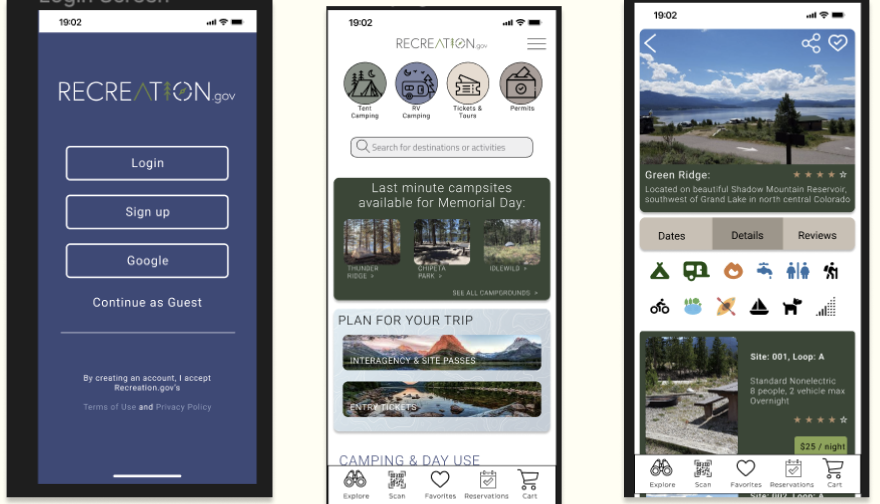 Login Screen
19:02
RECREATION.gov
Login
Sign up
Google
Continue as Guest
By creating an account, I accept
Recreation.gov's
Terms of Use and Privacy Policy
19:02
RECREATION.gov
Tent
Camping
RV
Camping
Tickets &
Tours
Permits
Search for destinations or activities
Last minute campsites
available for Memorial Day:
THUNDER
RIDGE >
CHIPETA
PARK >
IDLEWILD >
SEE ALL CAMPGROUNDS >
PLAN FOR YOUR TRIP
INTERAGENCY & SITE PASSES
ENTRY TICKETS
CAMPING & DAY USE
Explore
Scan
Favorites
Reservations
Cart
19:02
Green Ridge:
Located on beautiful Shadow Mountain Reservoir,
southwest of Grand Lake in north central Colorado
Dates
Details
Reviews
Site: 001, Loop: A
Standard Nonelectric
8 people, 2 vehicle max
Overnight
$25 / night
Explore
Scan
Favorites
Reservations
Cart